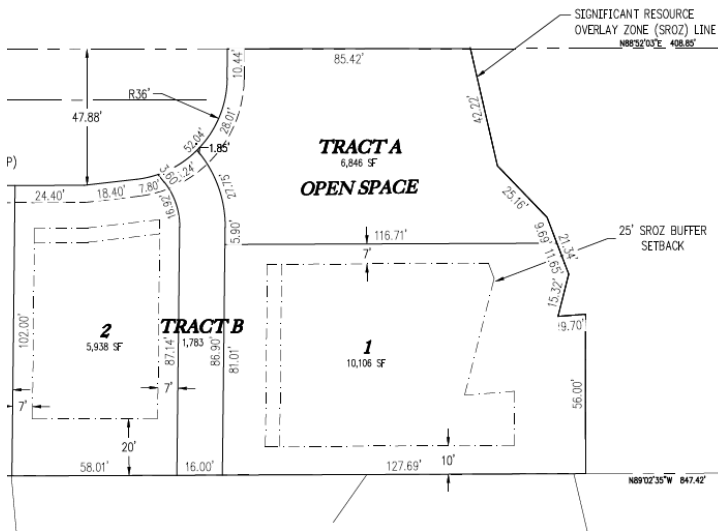 SIGNIFICANT RESOURCE
OVERLAY ZONE (SROZ) LINE
N88°52'03"E 408.85'
85.42'
10.44'
R36'
47.88'
28.01'
42.22'
52.04'
1.85'
TRACT A
6,846 SF
OPEN SPACE
P)
3.60'
.24'
24.40'
18.40'
7.80'
16.92'
27.75'
25.16'
5.90'
116.71'
7'
9.69'
21.34'
11.65'
15.32'
25' SROZ BUFFER
SETBACK
9.70'
102.00'
2
5,938 SF
TRACT B
1,783
87.14'
86.90'
81.01'
1
10,106 SF
56.00'
7'
7'
20'
10'
58.01'
16.00'
127.69'
N89°02'35"W 847.42'